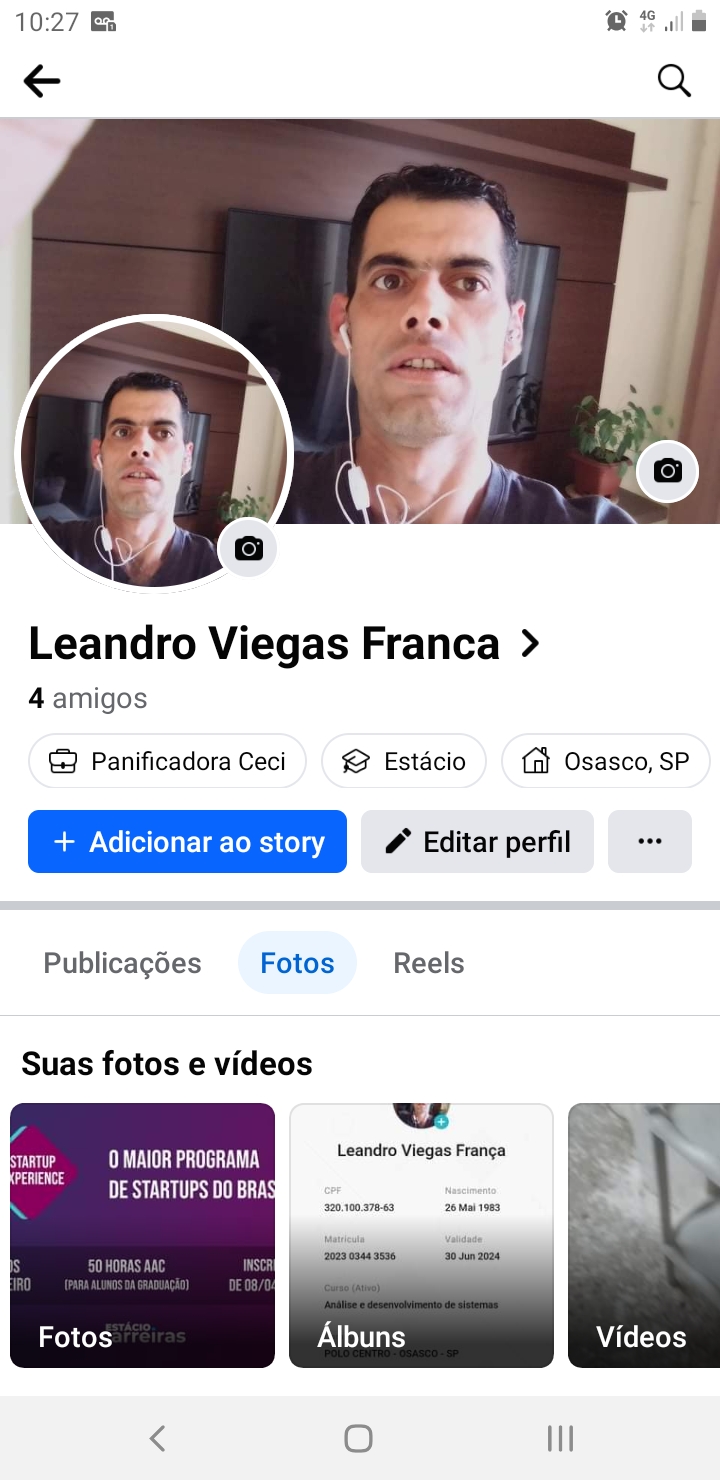 10:27
4G
Leandro Viegas Franca
4 amigos
Panificadora Ceci
Estácio
Osasco, SP
+ Adicionar ao story
Editar perfil
Publicações
Fotos
Reels
Suas fotos e vídeos
STARTUP
XPERIENCE
O MAIOR PROGRAMA
DE STARTUPS DO BRAS
OS
EIRO
50 HORAS AAC
(PARA ALUNOS DA GRADUAÇÃO)
INSCRI
DE 08/04
ESTÁCIO
arreiras
Fotos
Leandro Viegas França
CPF
320.100.378-63
Nascimento
26 Mai 1983
Matrícula
2023 0344 3536
Validade
30 Jun 2024
Curso (Ativo)
Análise e desenvolvimento de sistemas
POLO CENTRO - OSASCO - SP
Álbuns
Vídeos